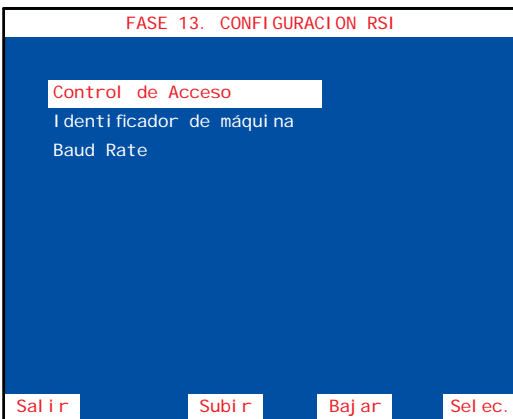 FASE 13. CONFIGURACION RSI
Control de Acceso
Identificador de máquina
Baud Rate
Salir Subir Bajar Selec.